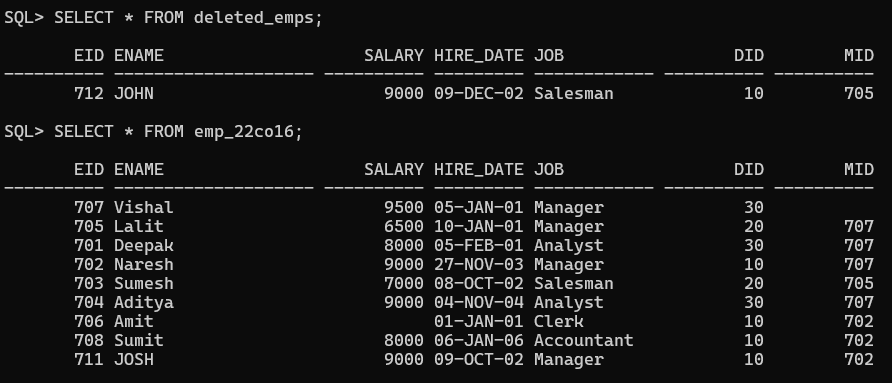 SQL> SELECT * FROM deleted_emps;
       EID ENAME                    SALARY HIRE_DATE JOB                 DID        MID
---------- -------------------- ---------- --------- ------------ ---------- ----------
       712 JOHN                       9000 09-DEC-02 Salesman             10        705
SQL> SELECT * FROM emp_22co16;
       EID ENAME                    SALARY HIRE_DATE JOB                 DID        MID
---------- -------------------- ---------- --------- ------------ ---------- ----------
       707 Vishal                     9500 05-JAN-01 Manager              30
       705 Lalit                      6500 10-JAN-01 Manager              20        707
       701 Deepak                     8000 05-FEB-01 Analyst              30        707
       702 Naresh                     9000 27-NOV-03 Manager              10        707
       703 Sumesh                     7000 08-OCT-02 Salesman             20        705
       704 Aditya                     9000 04-NOV-04 Analyst              30        707
       706 Amit                            01-JAN-01 Clerk                10        702
       708 Sumit                      8000 06-JAN-06 Accountant           10        702
       711 JOSH                       9000 09-OCT-02 Manager              10        702